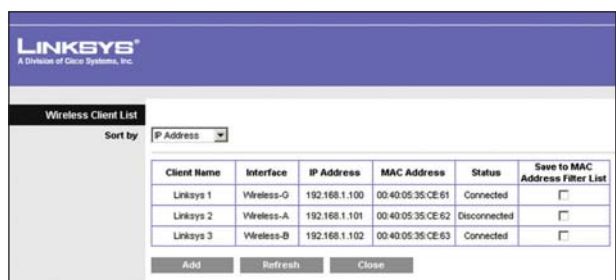 LINKSYS®
A Division of Cisco Systems, Inc.
Wireless Client List
Sort by IP Address
Client Name Interface IP Address MAC Address Status Save to MAC Address Filter List
Linksys 1 Wireless-G 192.168.1.100 00:40:05:35:CE:61 Connected
Linksys 2 Wireless-A 192.168.1.101 00:40:05:35:CE:62 Disconnected
Linksys 3 Wireless-B 192.168.1.102 00:40:05:35:CE:63 Connected
Add Refresh Close